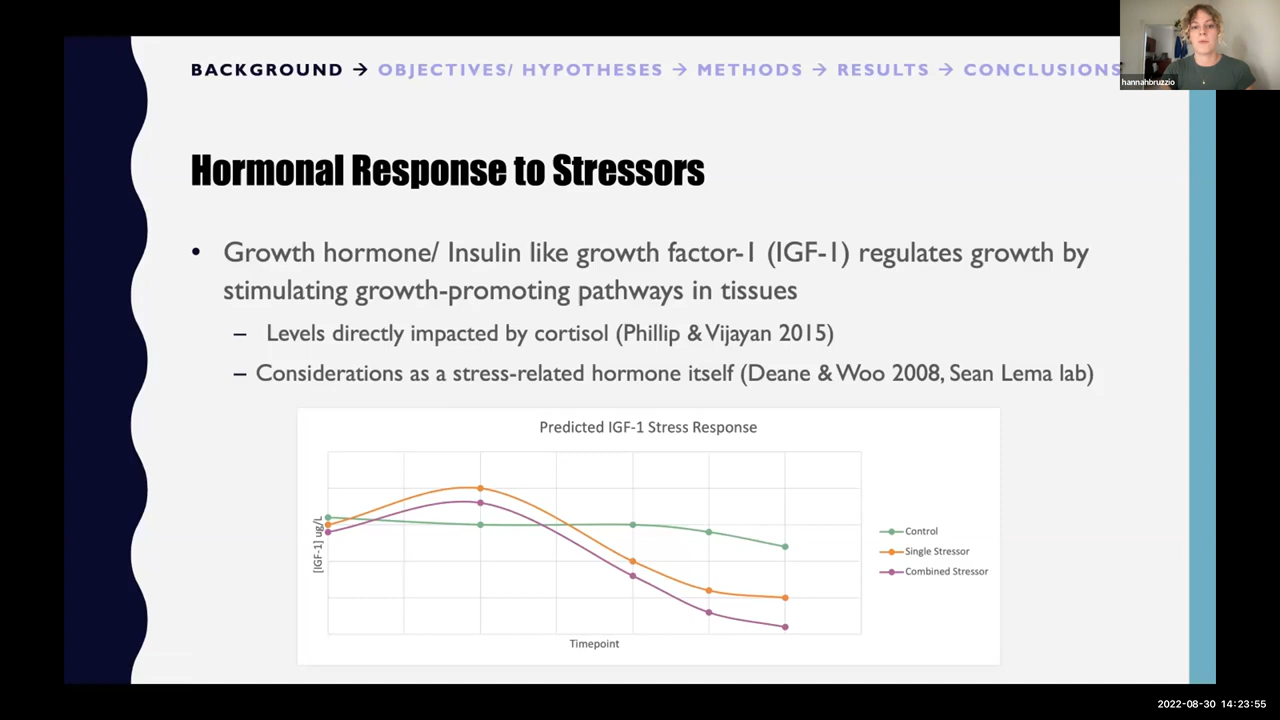 BACKGROUND → OBJECTIVES/ HYPOTHESES → METHODS → RESULTS → CONCLUSIONS
hannahbruzzio
Hormonal Response to Stressors
• Growth hormone/ Insulin like growth factor-1 (IGF-1) regulates growth by
stimulating growth-promoting pathways in tissues
– Levels directly impacted by cortisol (Phillip & Vijayan 2015)
– Considerations as a stress-related hormone itself (Deane & Woo 2008, Sean Lema lab)
Predicted IGF-1 Stress Response
[IGF-1] ug/L
Control
Single Stressor
Combined Stressor
Timepoint
2022-08-30 14:23:55